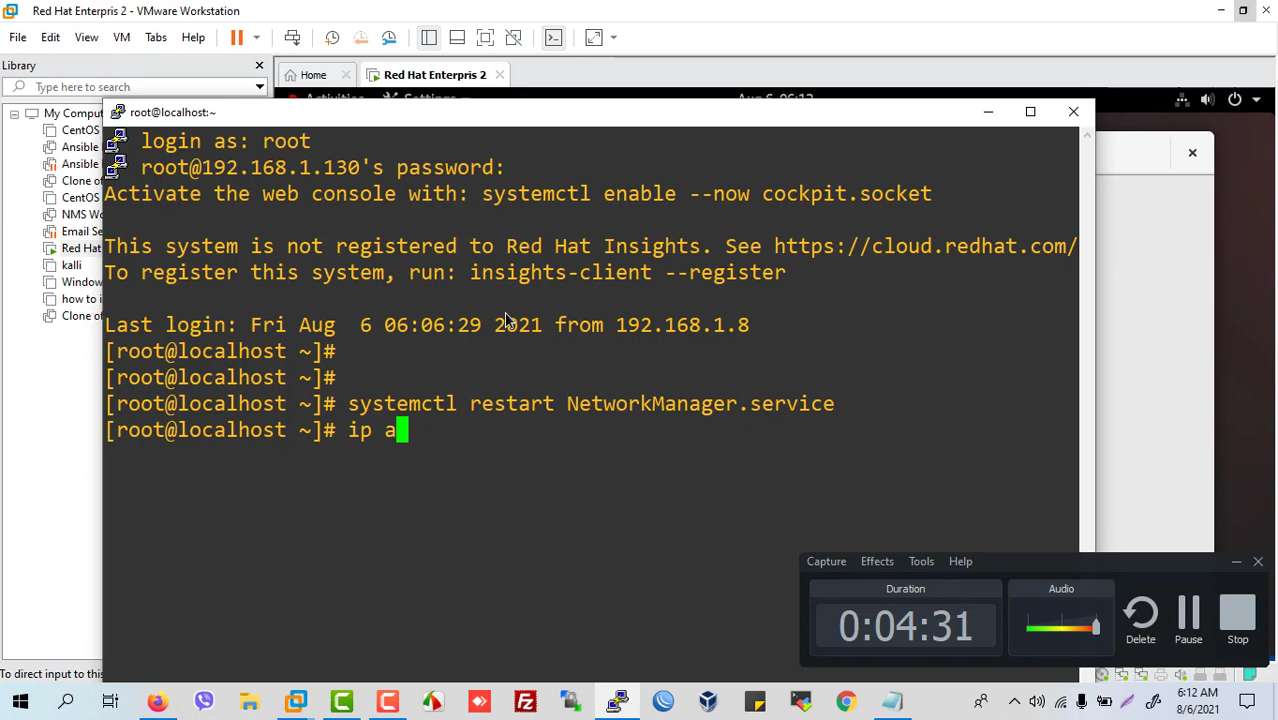 Red Hat Enterpris 2 - VMware Workstation
File Edit View VM Tabs Help
Library
Type here to search
Home
Red Hat Enterpris 2
My Compu
CentOS
Ansible
Ansible
Clone of
CentOS
NMS Wo
Email Se
Red Hat
kalli
Window
how to i
Clone of
To direct input to this
root@localhost:~
login as: root
root@192.168.1.130's password:
Activate the web console with: systemctl enable --now cockpit.socket
This system is not registered to Red Hat Insights. See https://cloud.redhat.com/
To register this system, run: insights-client --register
Last login: Fri Aug  6 06:06:29 2021 from 192.168.1.8
[root@localhost ~]#
[root@localhost ~]#
[root@localhost ~]# systemctl restart NetworkManager.service
[root@localhost ~]# ip a
Capture Effects Tools Help
Duration
0:04:31
Audio
Delete
Pause
Stop
6:12 AM
8/6/2021